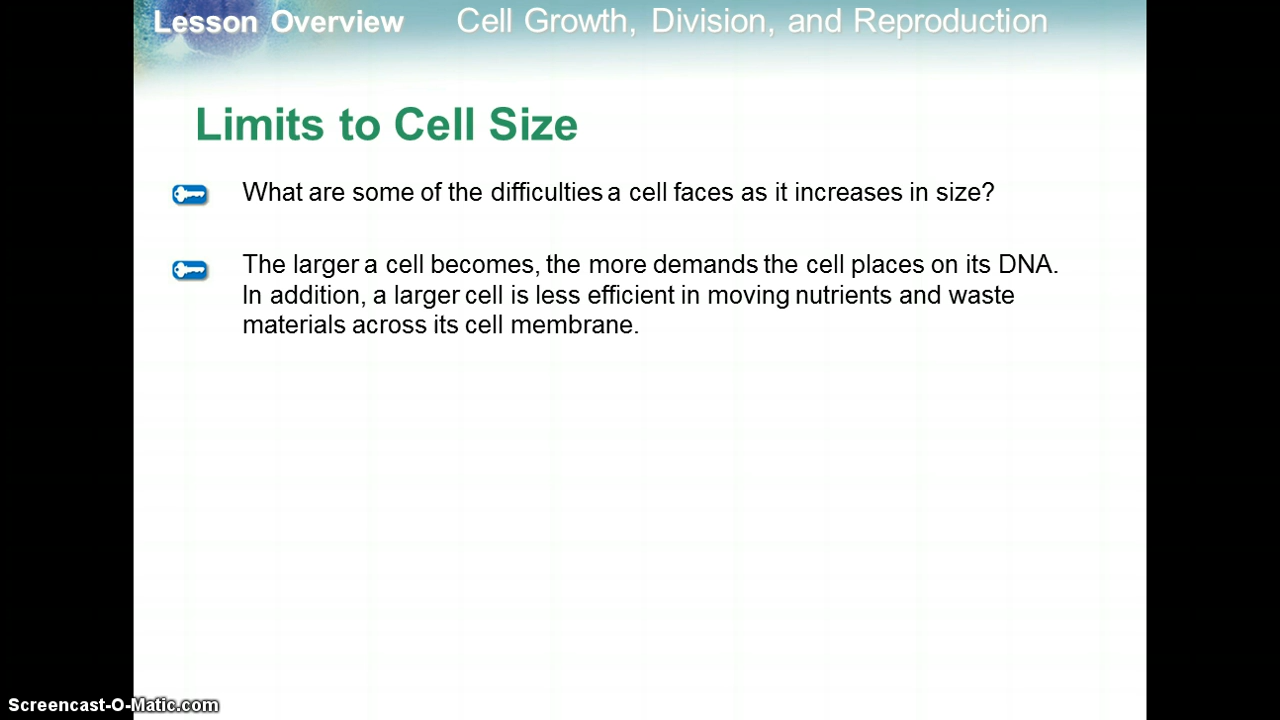 Lesson Overview Cell Growth, Division, and Reproduction
Limits to Cell Size
What are some of the difficulties a cell faces as it increases in size?
The larger a cell becomes, the more demands the cell places on its DNA.
In addition, a larger cell is less efficient in moving nutrients and waste
materials across its cell membrane.
Screencast-O-Matic.com